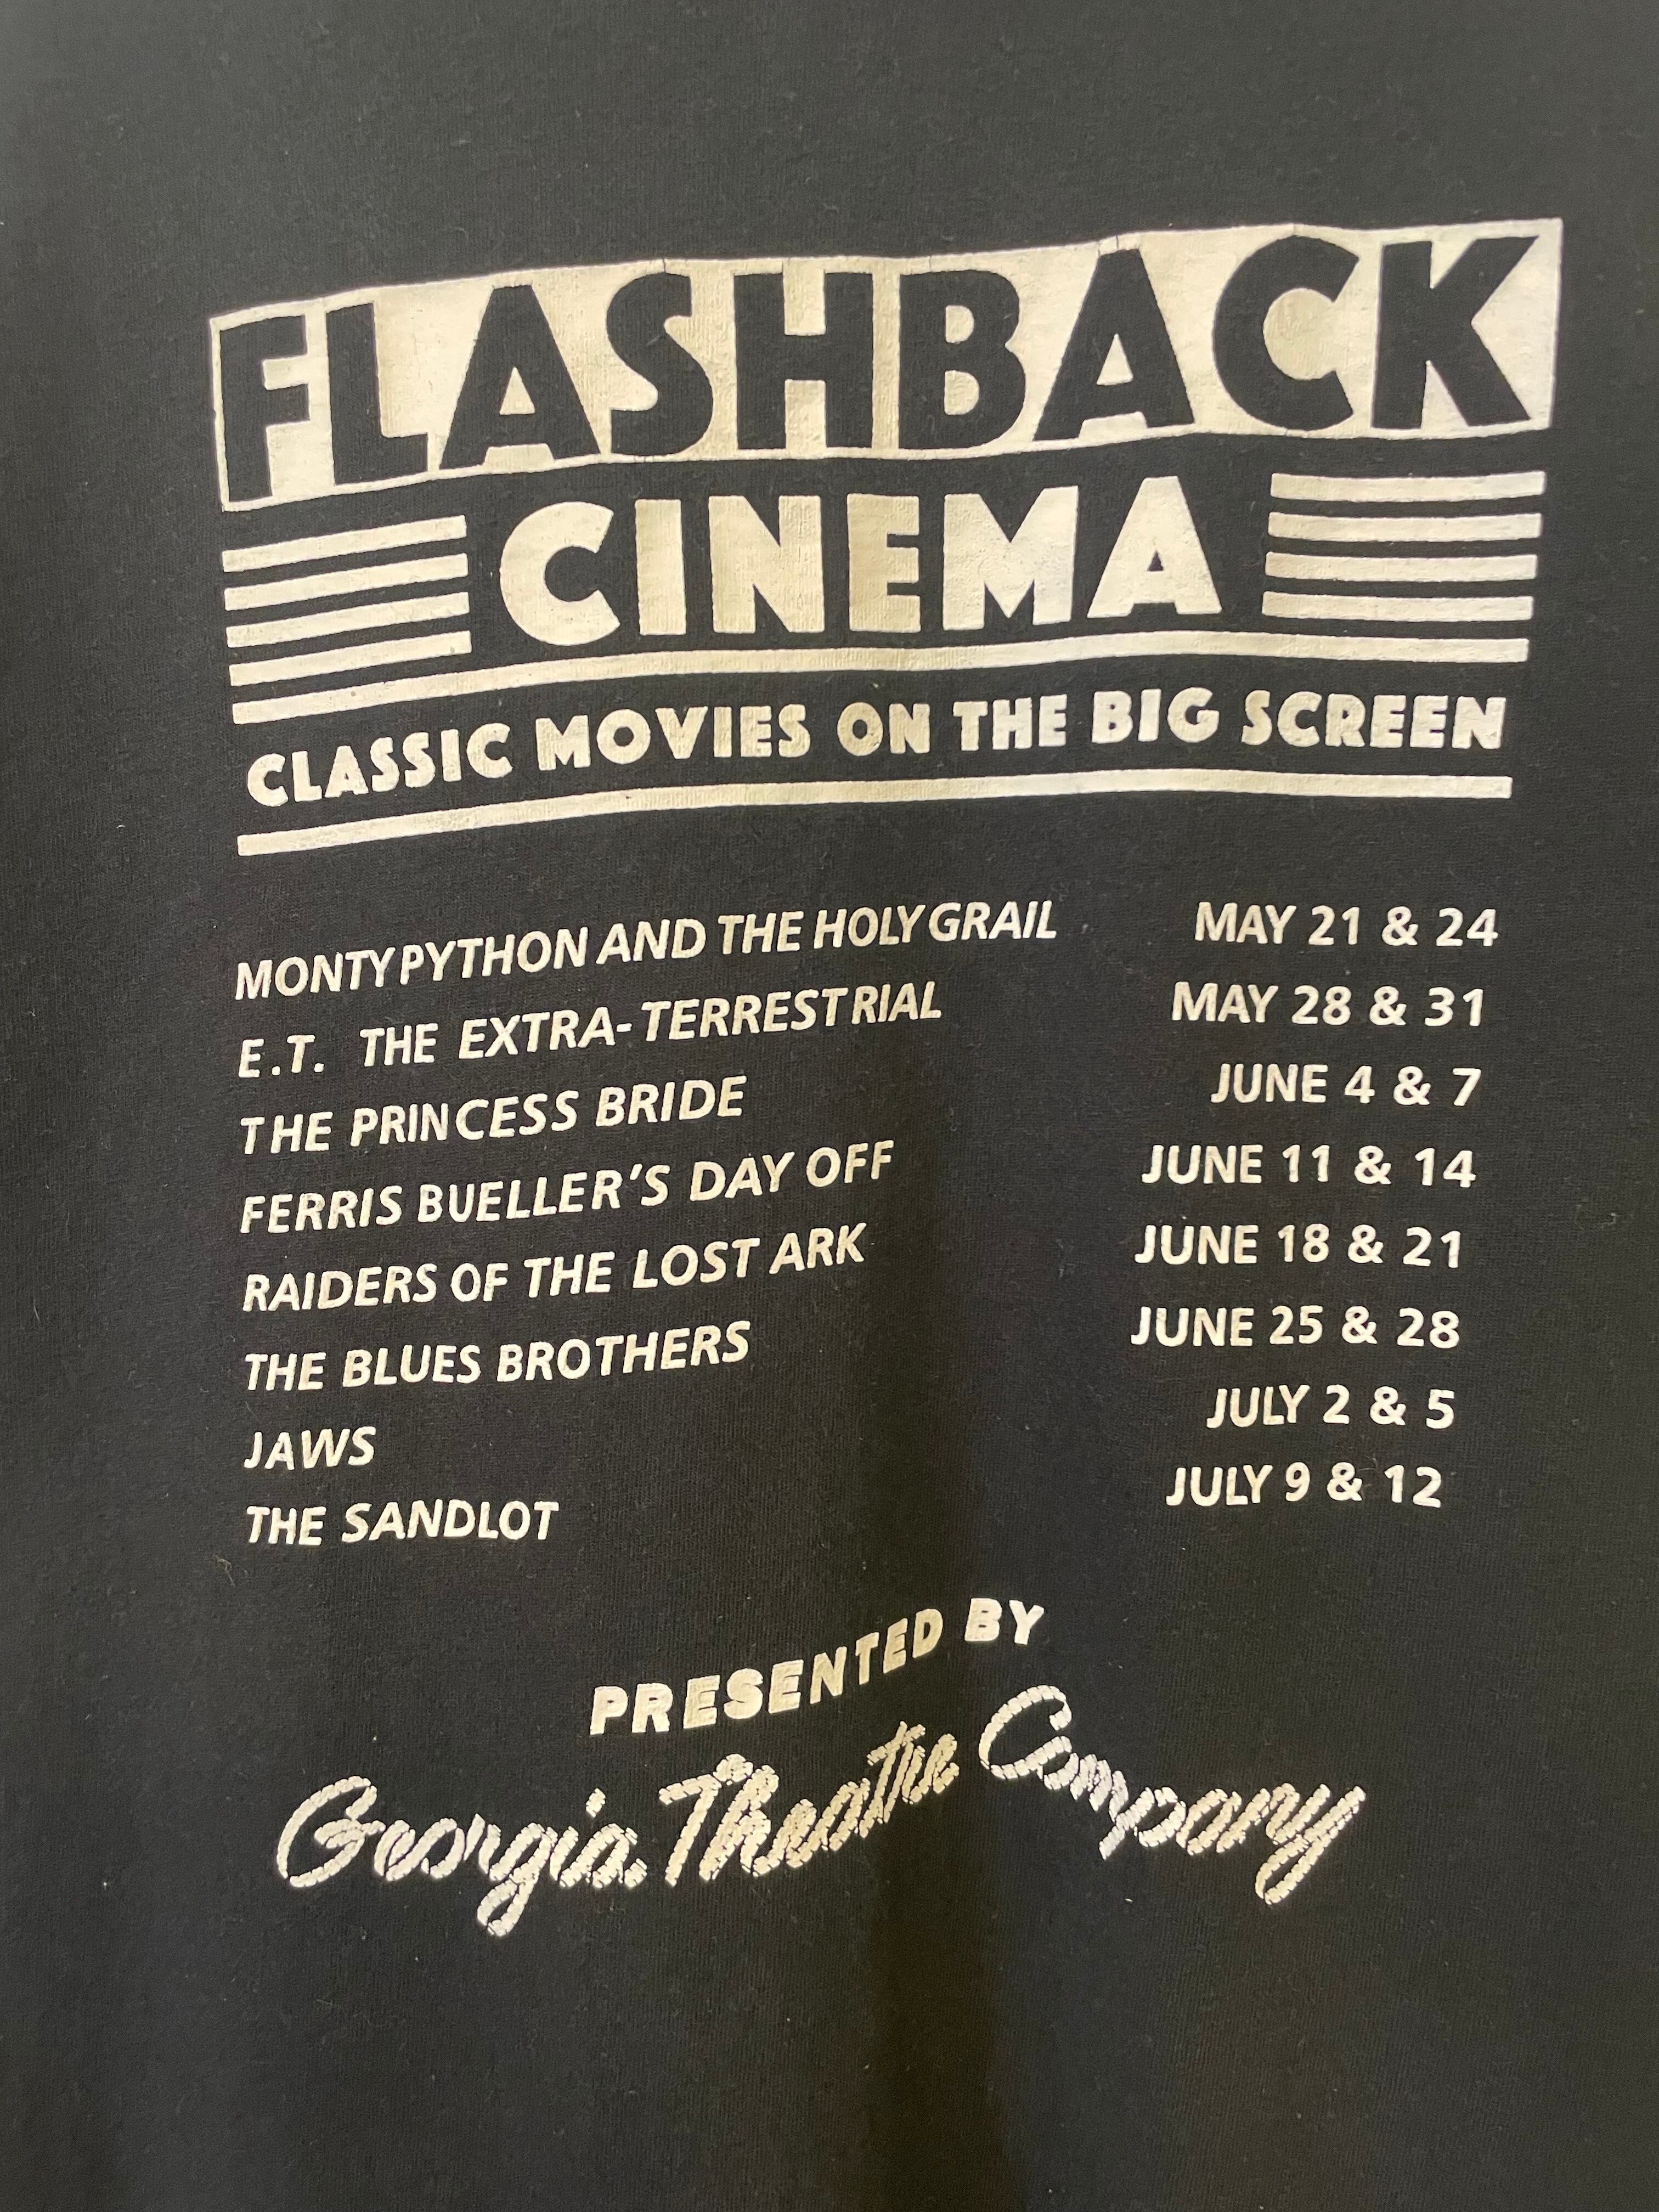 FLASHBACK
CINEMA
CLASSIC MOVIES ON THE BIG SCREEN
MONTY PYTHON AND THE HOLY GRAIL MAY 21 & 24
E.T. THE EXTRA-TERRESTRIAL MAY 28 & 31
THE PRINCESS BRIDE JUNE 4 & 7
FERRIS BUELLER'S DAY OFF JUNE 11 & 14
RAIDERS OF THE LOST ARK JUNE 18 & 21
THE BLUES BROTHERS JUNE 25 & 28
JAWS JULY 2 & 5
THE SANDLOT JULY 9 & 12
PRESENTED BY
Georgia Theatre Company